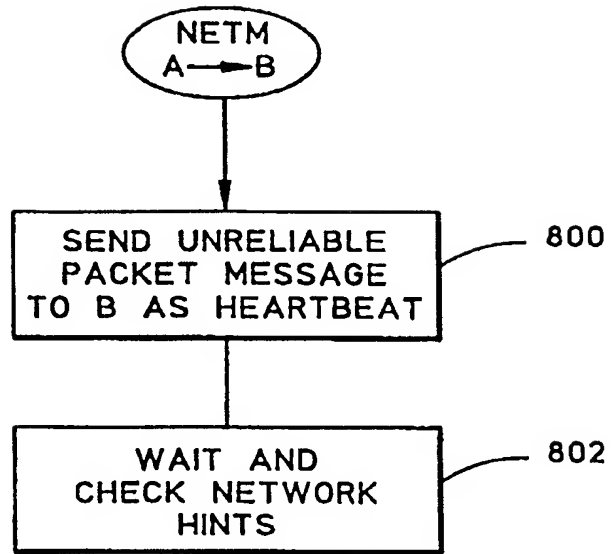 NETM
A → B
SEND UNRELIABLE
PACKET MESSAGE
TO B AS HEARTBEAT
800
WAIT AND
CHECK NETWORK
HINTS
802